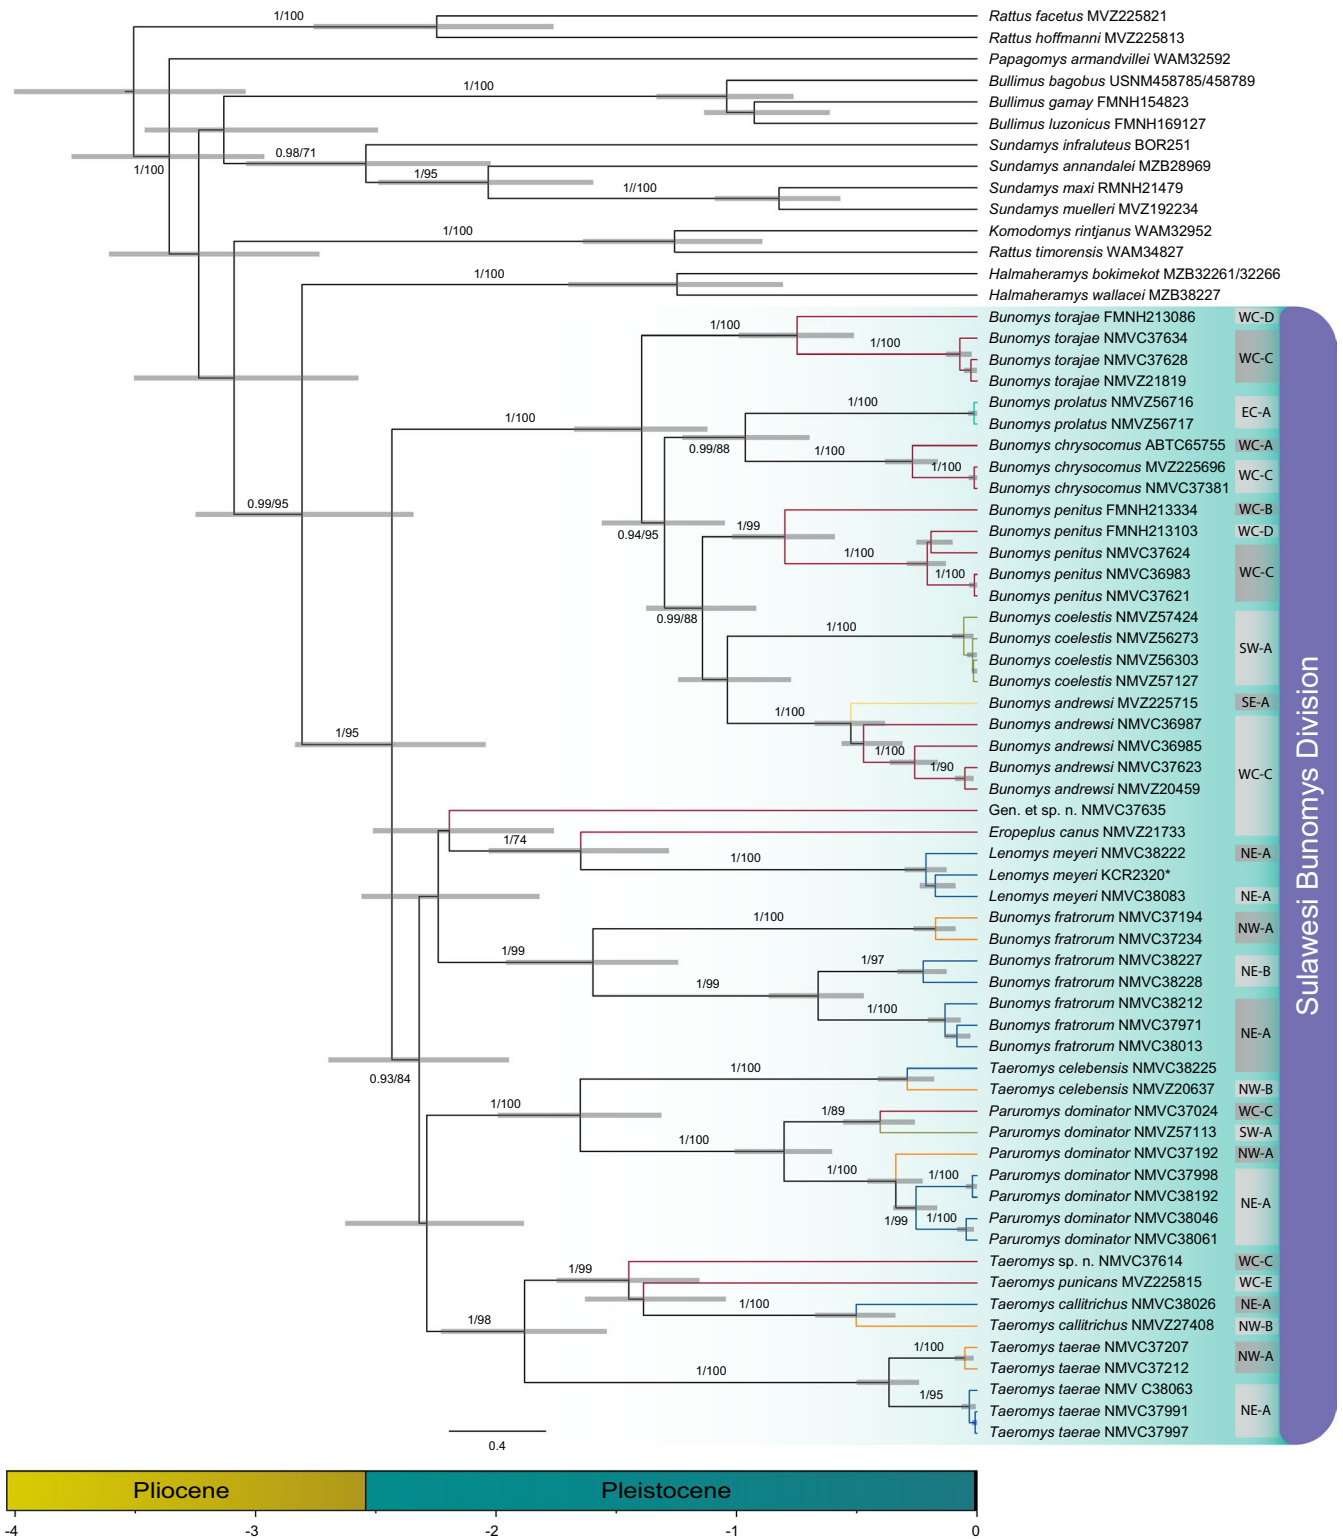 1/100
Rattus facetus MVZ225821
Rattus hoffmanni MVZ225813
Papagomys armandvillei WAM32592
1/100
Bullimus bagobus USNM458785/458789
Bullimus gamay FMNH154823
Bullimus luzonicus FMNH169127
0.98/71
Sundamys infraluteus BOR251
1/100
1/95
Sundamys annandalei MZB28969
1//100
Sundamys maxi RMNH21479
Sundamys muelleri MVZ192234
1/100
Komodomys rintjanus WAM32952
Rattus timorensis WAM34827
1/100
Halmaheramys bokimekot MZB32261/32266
Halmaheramys wallacei MZB38227
1/100
Bunomys torajae FMNH213086 WC-D
1/100
Bunomys torajae NMVC37634
Bunomys torajae NMVC37628 WC-C
Bunomys torajae NMVZ21819
1/100
1/100
Bunomys prolatus NMVZ56716
EC-A
Bunomys prolatus NMVZ56717
0.99/88
1/100
Bunomys chrysocomus ABTC65755 WC-A
1/100
Bunomys chrysocomus MVZ225696
WC-C
Bunomys chrysocomus NMVC37381
0.99/95
Bunomys penitus FMNH213334 WC-B
0.94/95
1/99
Bunomys penitus FMNH213103 WC-D
1/100
Bunomys penitus NMVC37624
1/100
Bunomys penitus NMVC36983 WC-C
Bunomys penitus NMVC37621
0.99/88
1/100
Bunomys coelestis NMVZ57424
Bunomys coelestis NMVZ56273
SW-A
Bunomys coelestis NMVZ56303
Bunomys coelestis NMVZ57127
1/100
Bunomys andrewsi MVZ225715 SE-A
1/95
Bunomys andrewsi NMVC36987
1/100
Bunomys andrewsi NMVC36985
1/90
Bunomys andrewsi NMVC37623
WC-C
Bunomys andrewsi NMVZ20459
Gen. et sp. n. NMVC37635
1/74
Eropeplus canus NMVZ21733
1/100
Lenomys meyeri NMVC38222 NE-A
Lenomys meyeri KCR2320*
Lenomys meyeri NMVC38083 NE-A
1/100
Bunomys fratrorum NMVC37194
NW-A
Bunomys fratrorum NMVC37234
1/99
1/97
Bunomys fratrorum NMVC38227
NE-B
1/99
Bunomys fratrorum NMVC38228
1/100
Bunomys fratrorum NMVC38212
Bunomys fratrorum NMVC37971
NE-A
Bunomys fratrorum NMVC38013
0.93/84
1/100
Taeromys celebensis NMVC38225
Taeromys celebensis NMVZ20637 NW-B
1/100
1/89
Paruromys dominator NMVC37024 WC-C
1/100
Paruromys dominator NMVZ57113 SW-A
Paruromys dominator NMVC37192 NW-A
1/100
1/100
Paruromys dominator NMVC37998
Paruromys dominator NMVC38192
NE-A
1/99
1/100
Paruromys dominator NMVC38046
Paruromys dominator NMVC38061
1/99
Taeromys sp. n. NMVC37614 WC-C
Taeromys punicans MVZ225815 WC-E
1/100
Taeromys callitrichus NMVC38026 NE-A
1/98
Taeromys callitrichus NMVZ27408 NW-B
1/100
Taeromys taerae NMVC37207
NW-A
Taeromys taerae NMVC37212
1/100
1/95
Taeromys taerae NMV C38063
Taeromys taerae NMVC37991
NE-A
Taeromys taerae NMVC37997
Sulawesi Bunomys Division
0.4
Pliocene Pleistocene
-4 -3 -2 -1 0